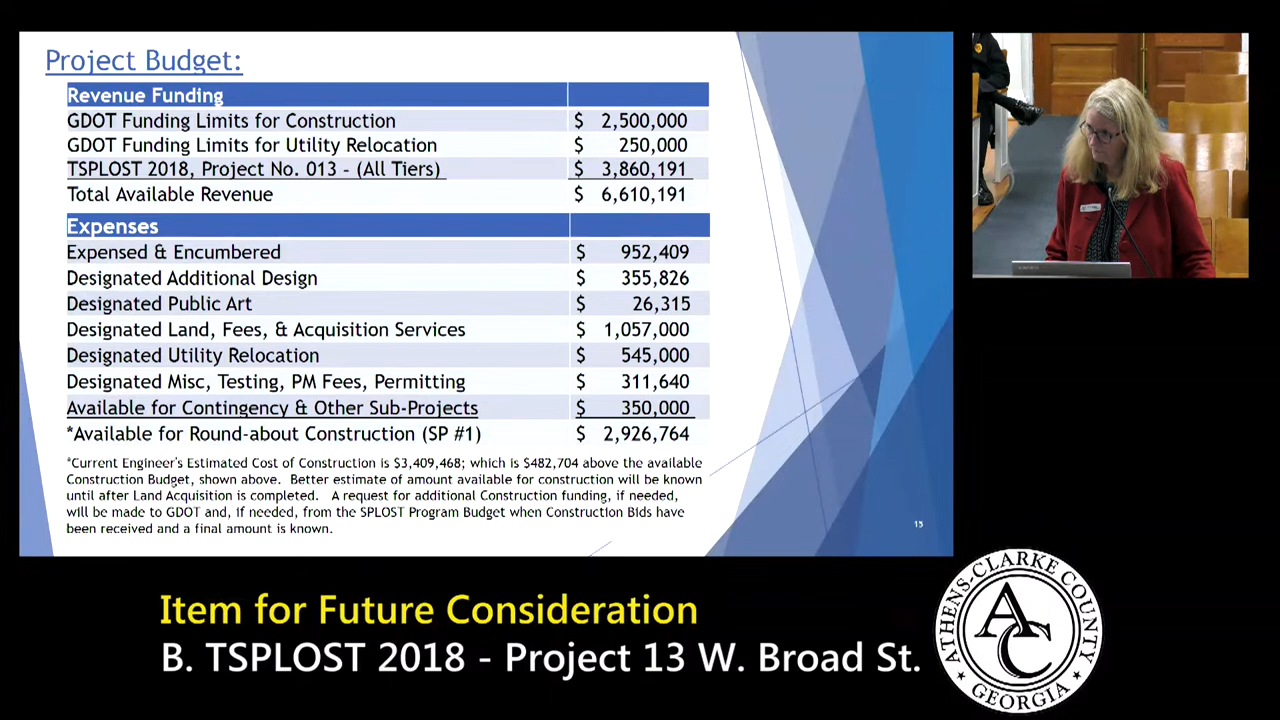 Project Budget:
Revenue Funding
GDOT Funding Limits for Construction $ 2,500,000
GDOT Funding Limits for Utility Relocation $ 250,000
TSPLOST 2018, Project No. 013 - (All Tiers) $ 3,860,191
Total Available Revenue $ 6,610,191
Expenses
Expensed & Encumbered $ 952,409
Designated Additional Design $ 355,826
Designated Public Art $ 26,315
Designated Land, Fees, & Acquisition Services $ 1,057,000
Designated Utility Relocation $ 545,000
Designated Misc, Testing, PM Fees, Permitting $ 311,640
Available for Contingency & Other Sub-Projects $ 350,000
*Available for Round-about Construction (SP #1) $ 2,926,764
*Current Engineer's Estimated Cost of Construction is $3,409,468; which is $482,704 above the available
Construction Budget, shown above. Better estimate of amount available for construction will be known
until after Land Acquisition is completed. A request for additional Construction funding, if needed,
will be made to GDOT and, if needed, from the SPLOST Program Budget when Construction Bids have
been received and a final amount is known.
15
Item for Future Consideration
B. TSPLOST 2018 - Project 13 W. Broad St.
ATHENS-CLARKE COUNTY
AC
GEORGIA